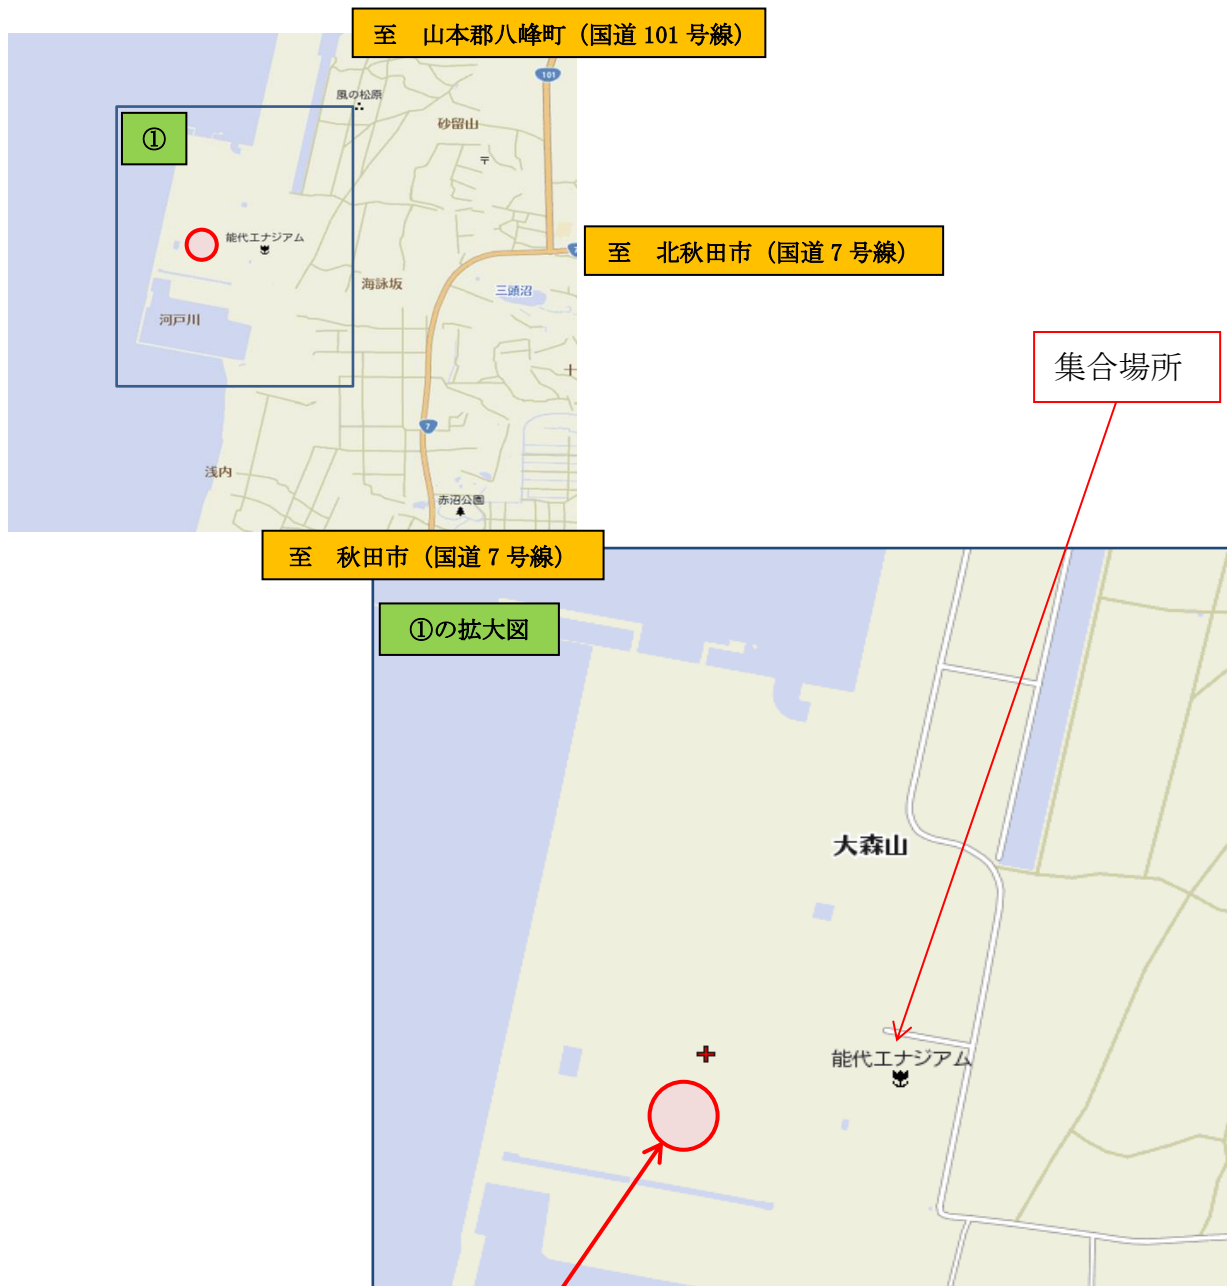 至　山本郡八峰町（国道 101 号線）
101
風の松原
①
砂留山
〒
能代エナジアム
至　北秋田市（国道 7 号線）
海詠坂
三頭沼
河戸川
集合場所
十
7
浅内
赤沼公園
至　秋田市（国道 7 号線）
①の拡大図
大森山
能代エナジアム